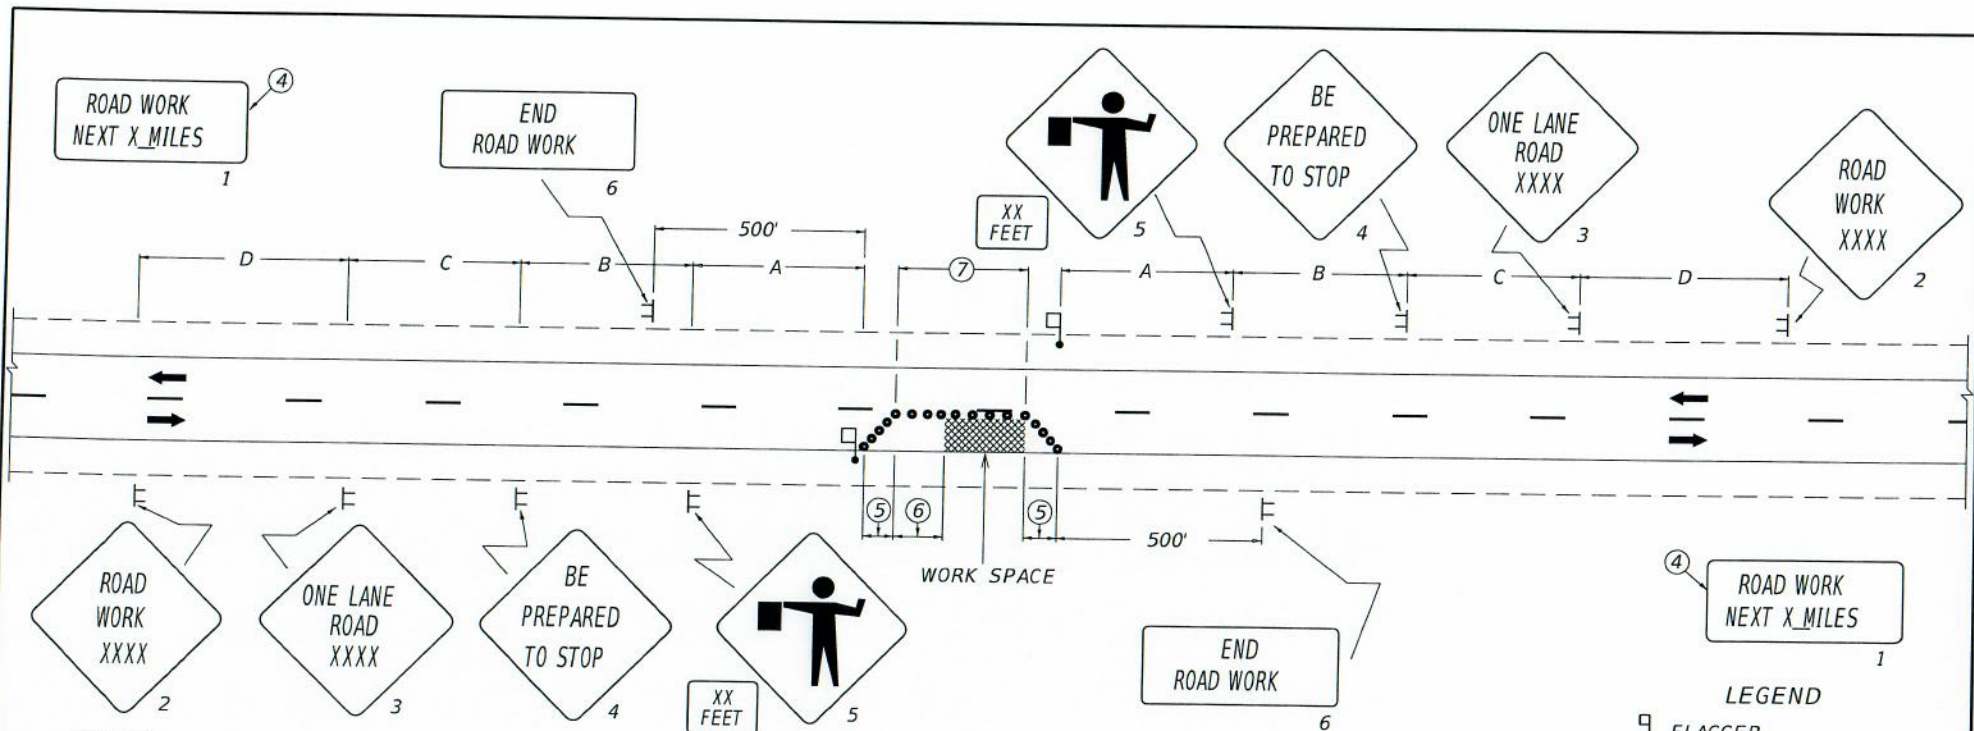 ROAD WORK
NEXT X_MILES
4
1
END
ROAD WORK
6
XX
FEET
5
BE
PREPARED
TO STOP
4
ONE LANE
ROAD
XXXX
3
ROAD
WORK
XXXX
2
500'
D
C
B
A
7
A
B
C
D
5
6
5
500'
WORK SPACE
ROAD
WORK
XXXX
2
ONE LANE
ROAD
XXXX
3
BE
PREPARED
TO STOP
4
XX
FEET
5
END
ROAD WORK
6
4
ROAD WORK
NEXT X_MILES
1
LEGEND
FLAGGER